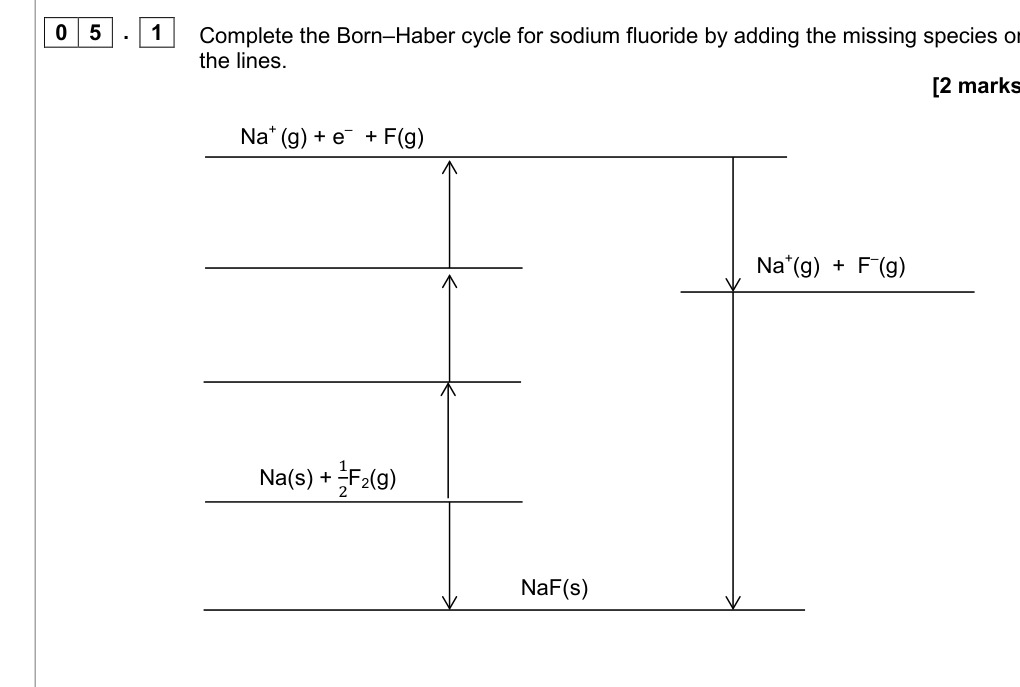 0 5 . 1 Complete the Born–Haber cycle for sodium fluoride by adding the missing species
the lines.
[2 marks
Na⁺ (g) + e⁻ + F(g)
Na⁺(g) + F⁻(g)
Na(s) + ½F₂(g)
NaF(s)